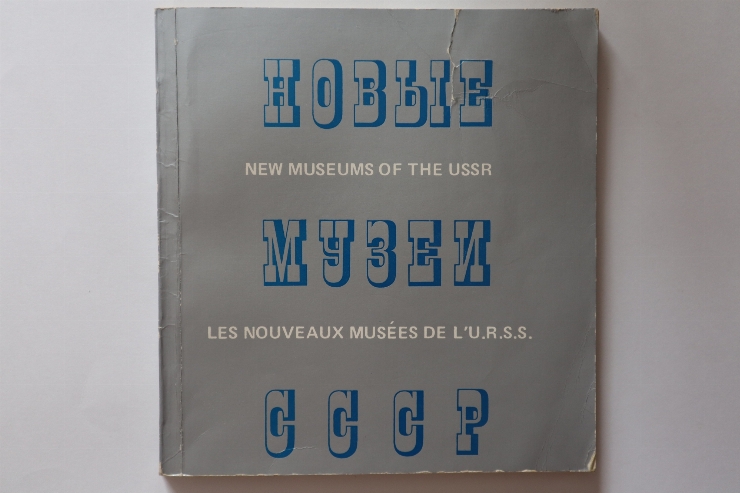 НОВЫЕ
NEW MUSEUMS OF THE USSR
МУЗЕИ
LES NOUVEAUX MUSÉES DE L'U.R.S.S.
СССР